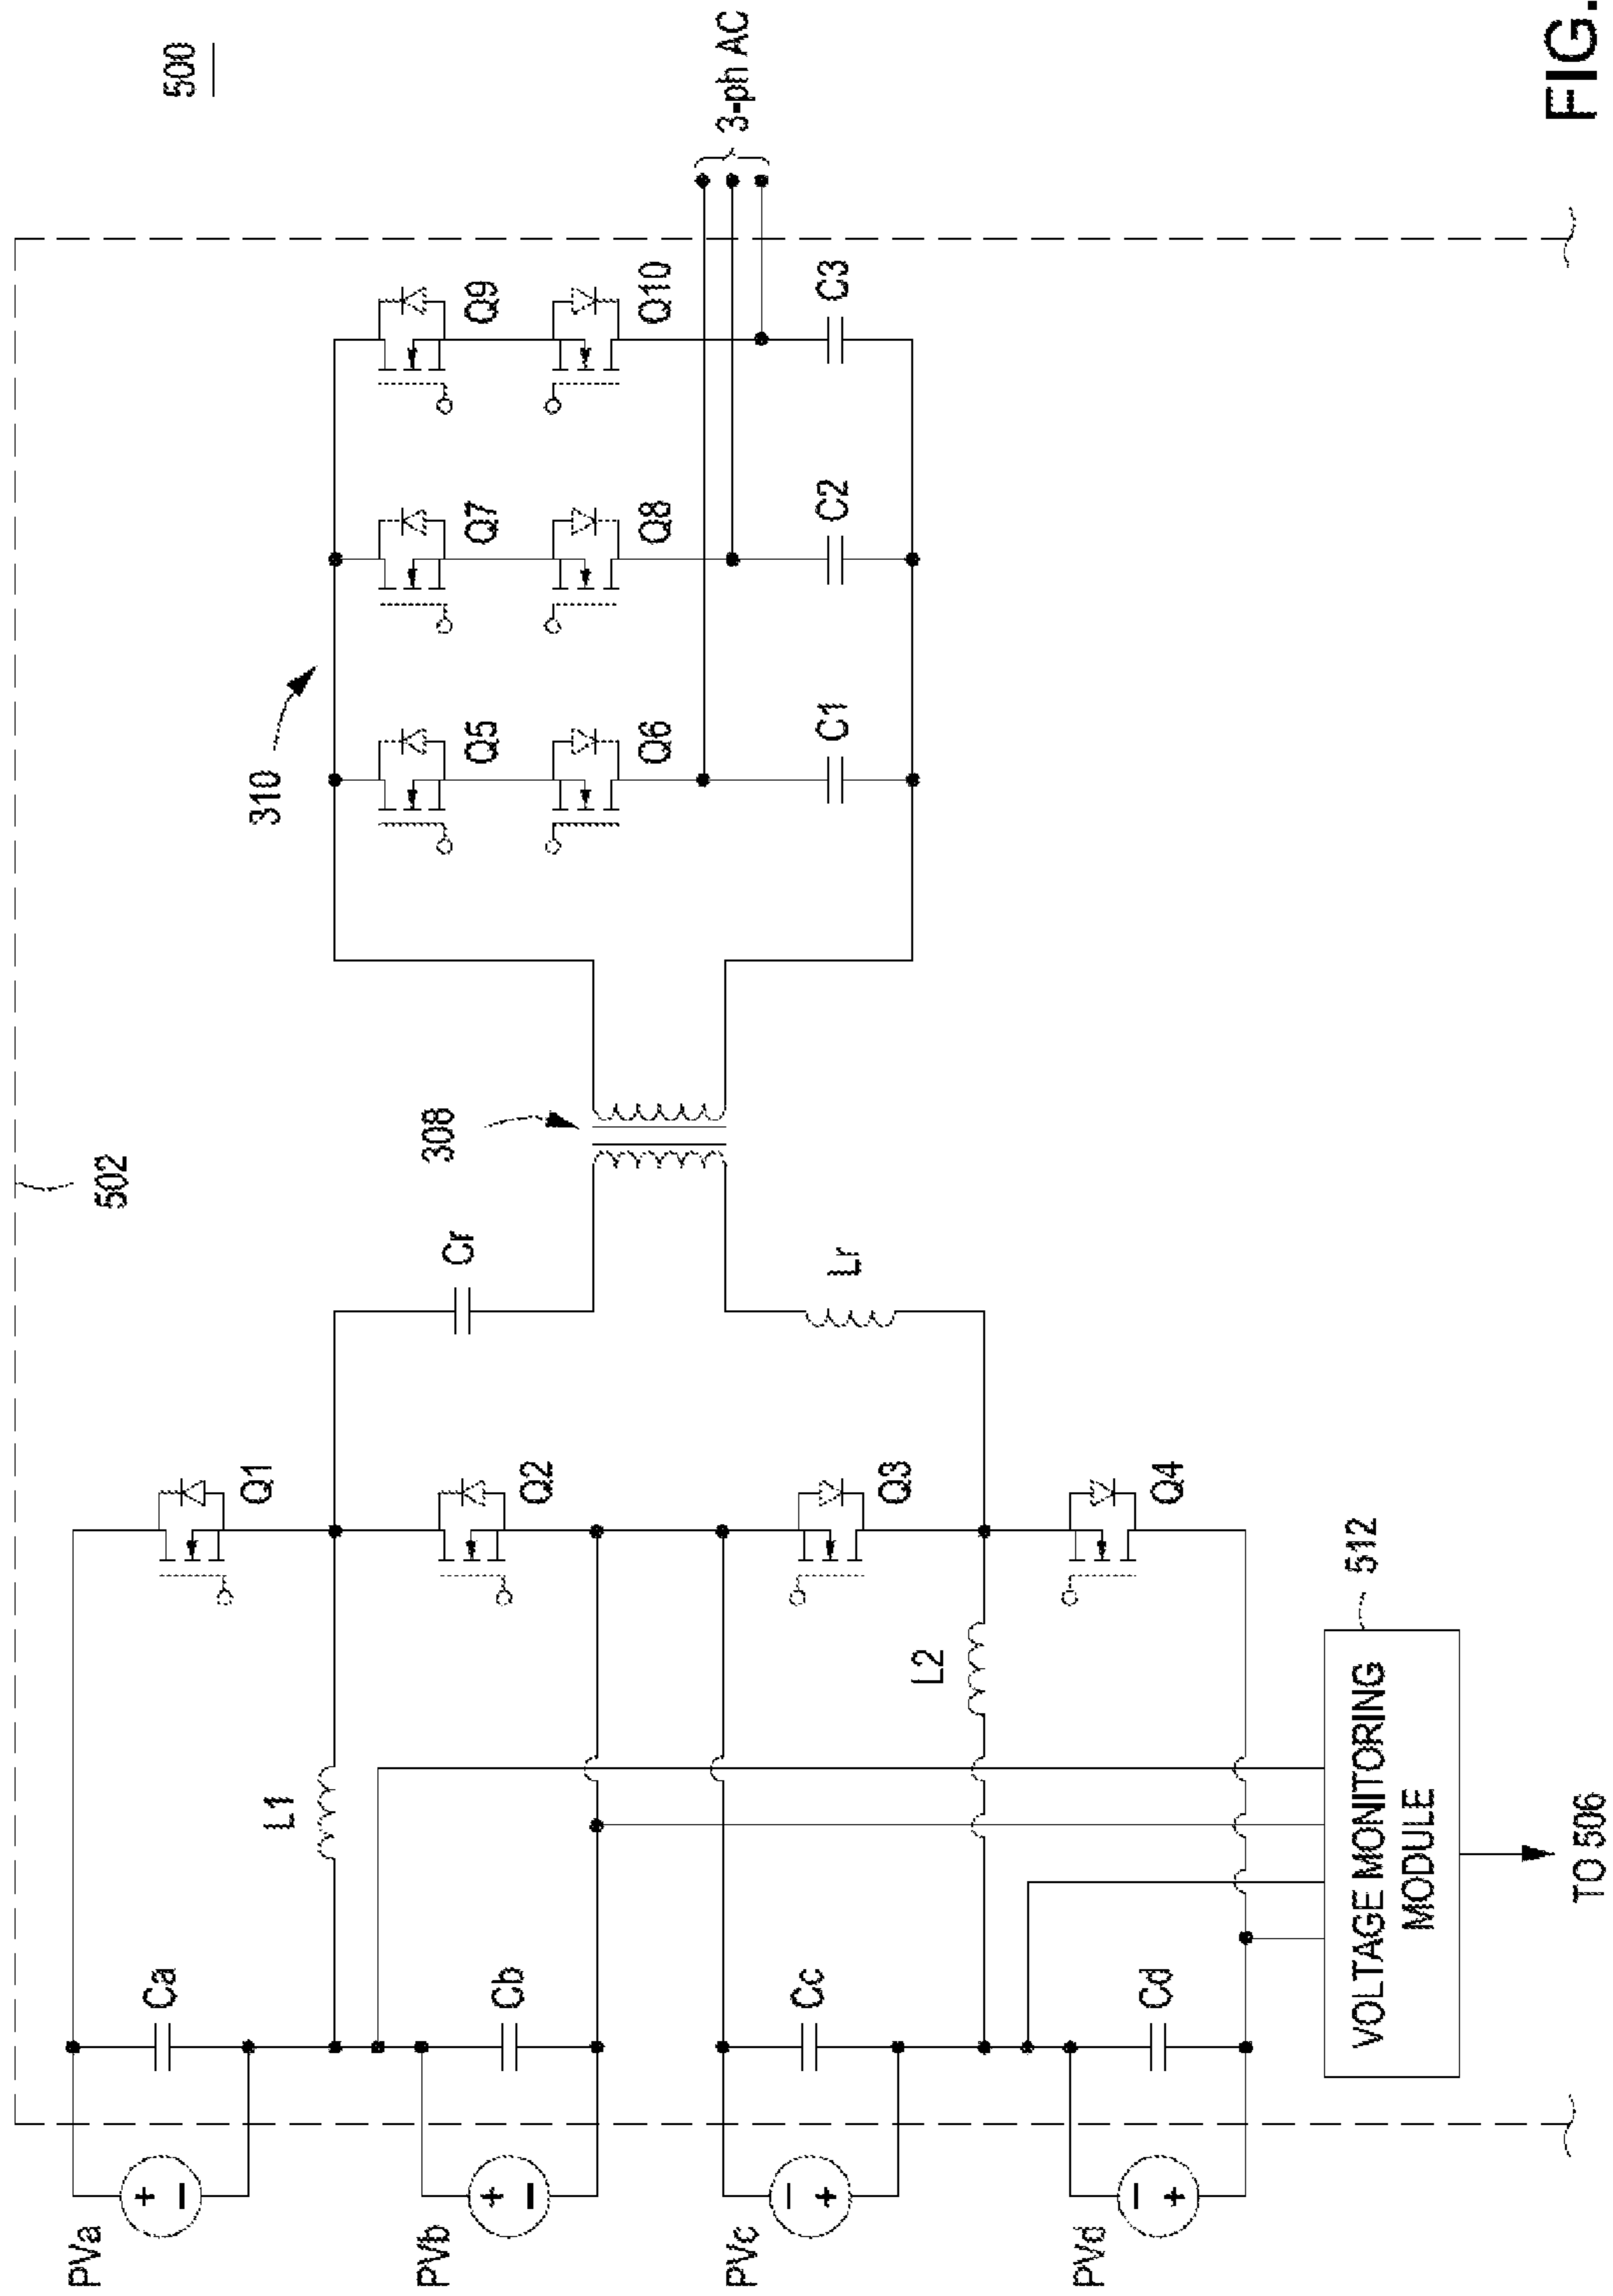 500
502
PVa
Ca
Q1
L1
Cr
308
310
Q5
Q7
Q9
Q6
Q8
Q10
PVb
Cb
Q2
3-ph AC
C1
C2
C3
PVc
Cc
Q3
Lr
L2
PVd
Cd
Q4
512
VOLTAGE MONITORING
MODULE
TO 506
FIG.